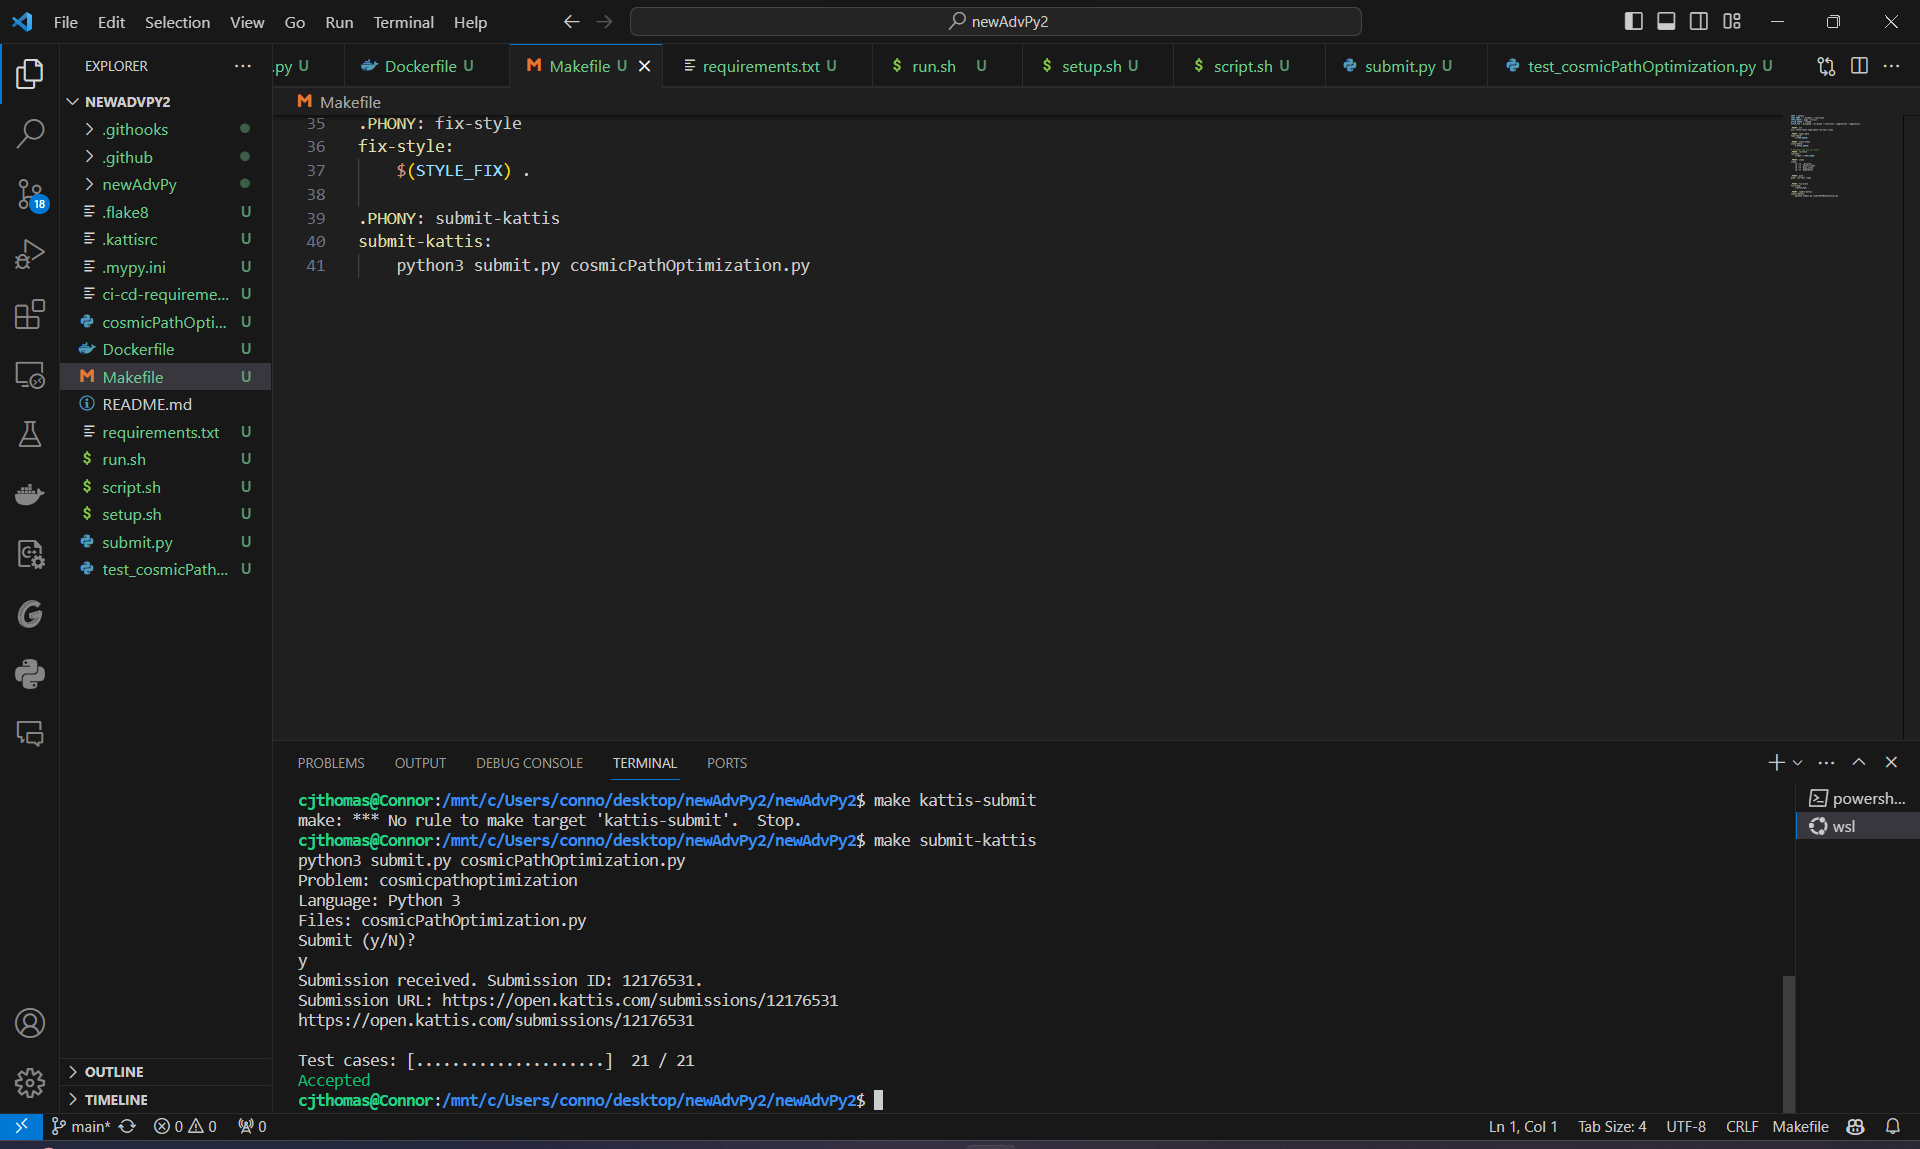 File Edit Selection View Go Run Terminal Help
newAdvPy2
EXPLORER
.py U
Dockerfile U
Makefile U
requirements.txt U
run.sh U
setup.sh U
script.sh U
submit.py U
test_cosmicPathOptimization.py U
NEWADVPY2
.githooks
.github
newAdvPy
.flake8 U
.kattisrc U
.mypy.ini U
ci-cd-requireme... U
cosmicPathOpti... U
Dockerfile U
Makefile U
README.md
requirements.txt U
run.sh U
script.sh U
setup.sh U
submit.py U
test_cosmicPath... U
18
OUTLINE
TIMELINE
Makefile
35 .PHONY: fix-style
36 fix-style:
37 $(STYLE_FIX) .
38
39 .PHONY: submit-kattis
40 submit-kattis:
41 python3 submit.py cosmicPathOptimization.py
PROBLEMS OUTPUT DEBUG CONSOLE TERMINAL PORTS
cjthomas@Connor:/mnt/c/Users/conno/desktop/newAdvPy2/newAdvPy2$ make kattis-submit
make: *** No rule to make target 'kattis-submit'.  Stop.
cjthomas@Connor:/mnt/c/Users/conno/desktop/newAdvPy2/newAdvPy2$ make submit-kattis
python3 submit.py cosmicPathOptimization.py
Problem: cosmicpathoptimization
Language: Python 3
Files: cosmicPathOptimization.py
Submit (y/N)?
y
Submission received. Submission ID: 12176531.
Submission URL: https://open.kattis.com/submissions/12176531
https://open.kattis.com/submissions/12176531
Test cases: [.....................]  21 / 21
Accepted
cjthomas@Connor:/mnt/c/Users/conno/desktop/newAdvPy2/newAdvPy2$
powersh...
wsl
main* 0 0 0
Ln 1, Col 1 Tab Size: 4 UTF-8 CRLF Makefile